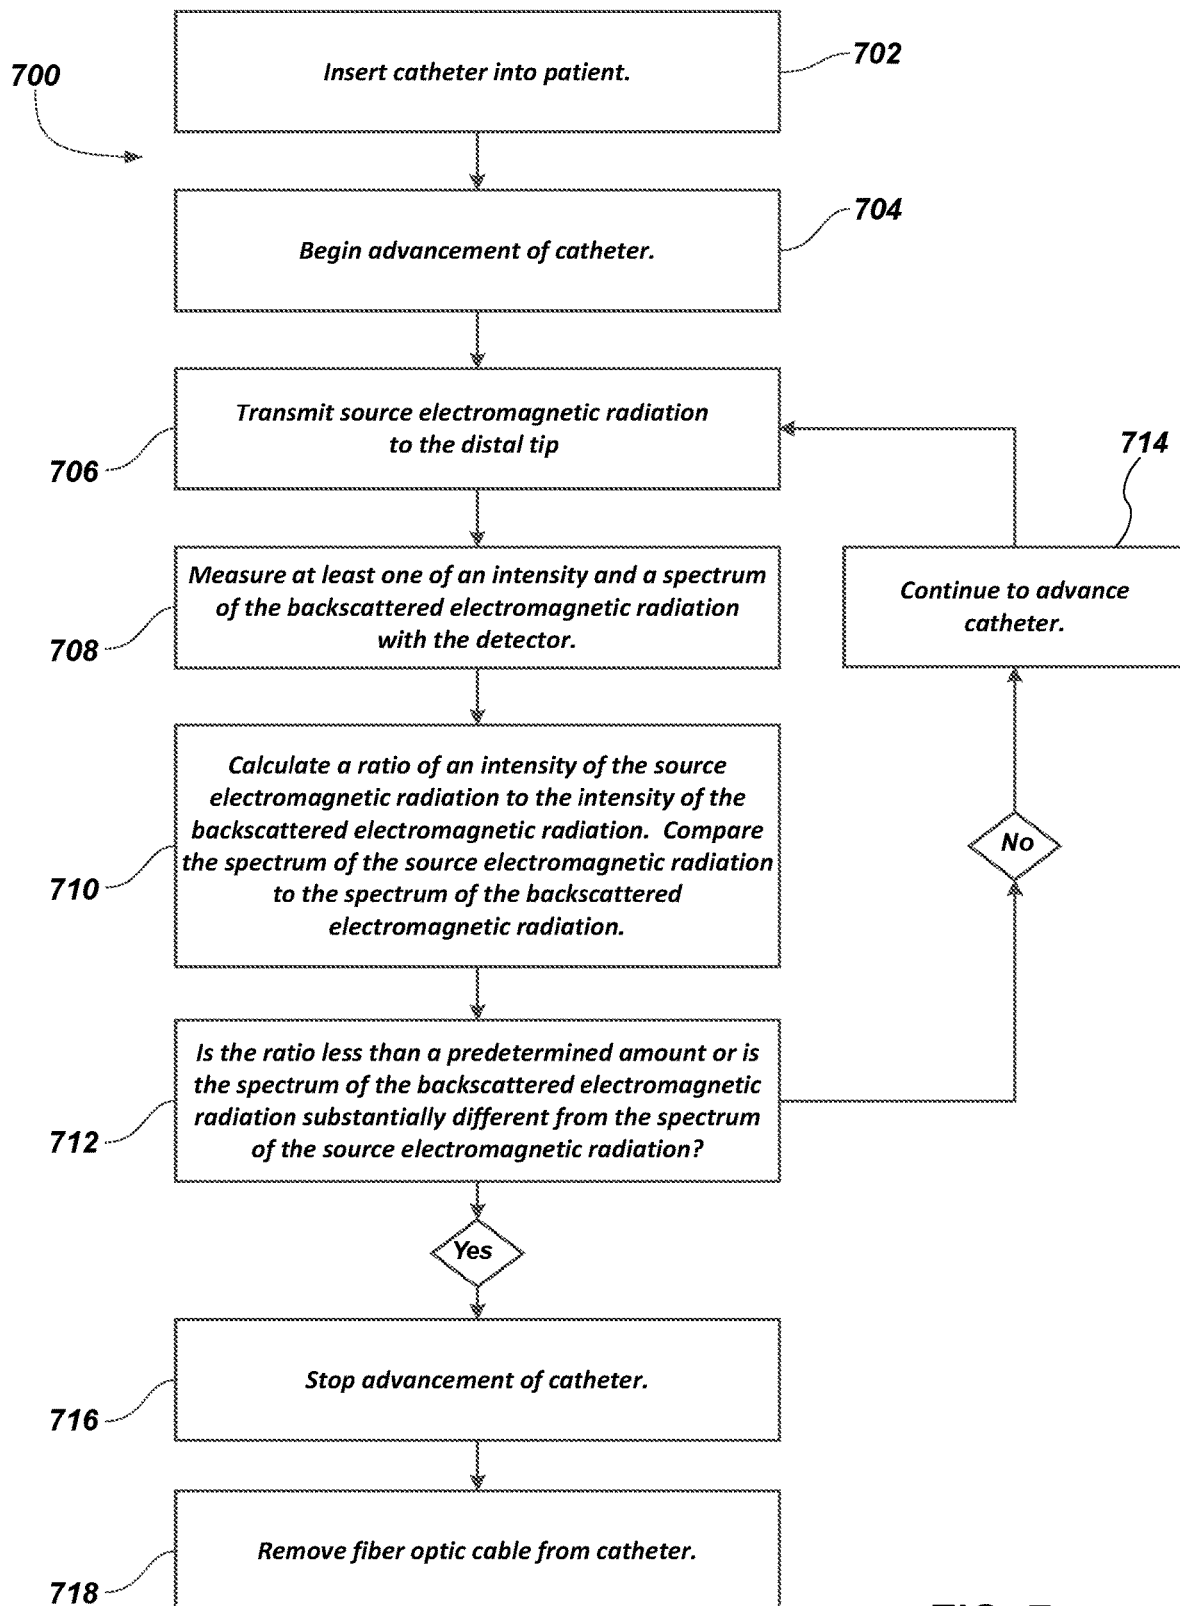 Insert catheter into patient.
702
700
Begin advancement of catheter.
704
Transmit source electromagnetic radiation
to the distal tip
706
Measure at least one of an intensity and a spectrum
of the backscattered electromagnetic radiation
with the detector.
708
714
Continue to advance
catheter.
Calculate a ratio of an intensity of the source
electromagnetic radiation to the intensity of the
backscattered electromagnetic radiation.  Compare
the spectrum of the source electromagnetic radiation
to the spectrum of the backscattered
electromagnetic radiation.
710
No
Is the ratio less than a predetermined amount or is
the spectrum of the backscattered electromagnetic
radiation substantially different from the spectrum
of the source electromagnetic radiation?
712
Yes
Stop advancement of catheter.
716
Remove fiber optic cable from catheter.
718